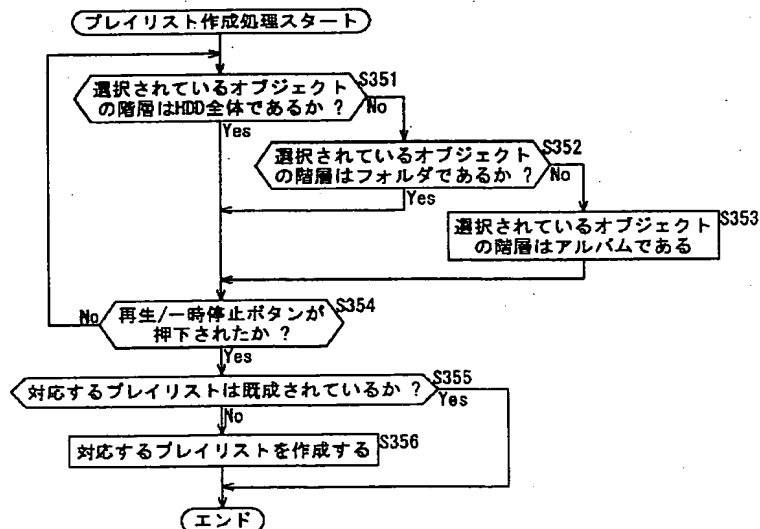 プレイリスト作成処理スタート
S351
選択されているオブジェクト
の階層はHDD全体であるか ?
No
Yes
S352
選択されているオブジェクト
の階層はフォルダであるか ?
No
Yes
S353
選択されているオブジェクト
の階層はアルバムである
S354
再生/一時停止ボタンが
押下されたか ?
No
Yes
S355
対応するプレイリストは既成されているか ?
Yes
No
S356
対応するプレイリストを作成する
エンド